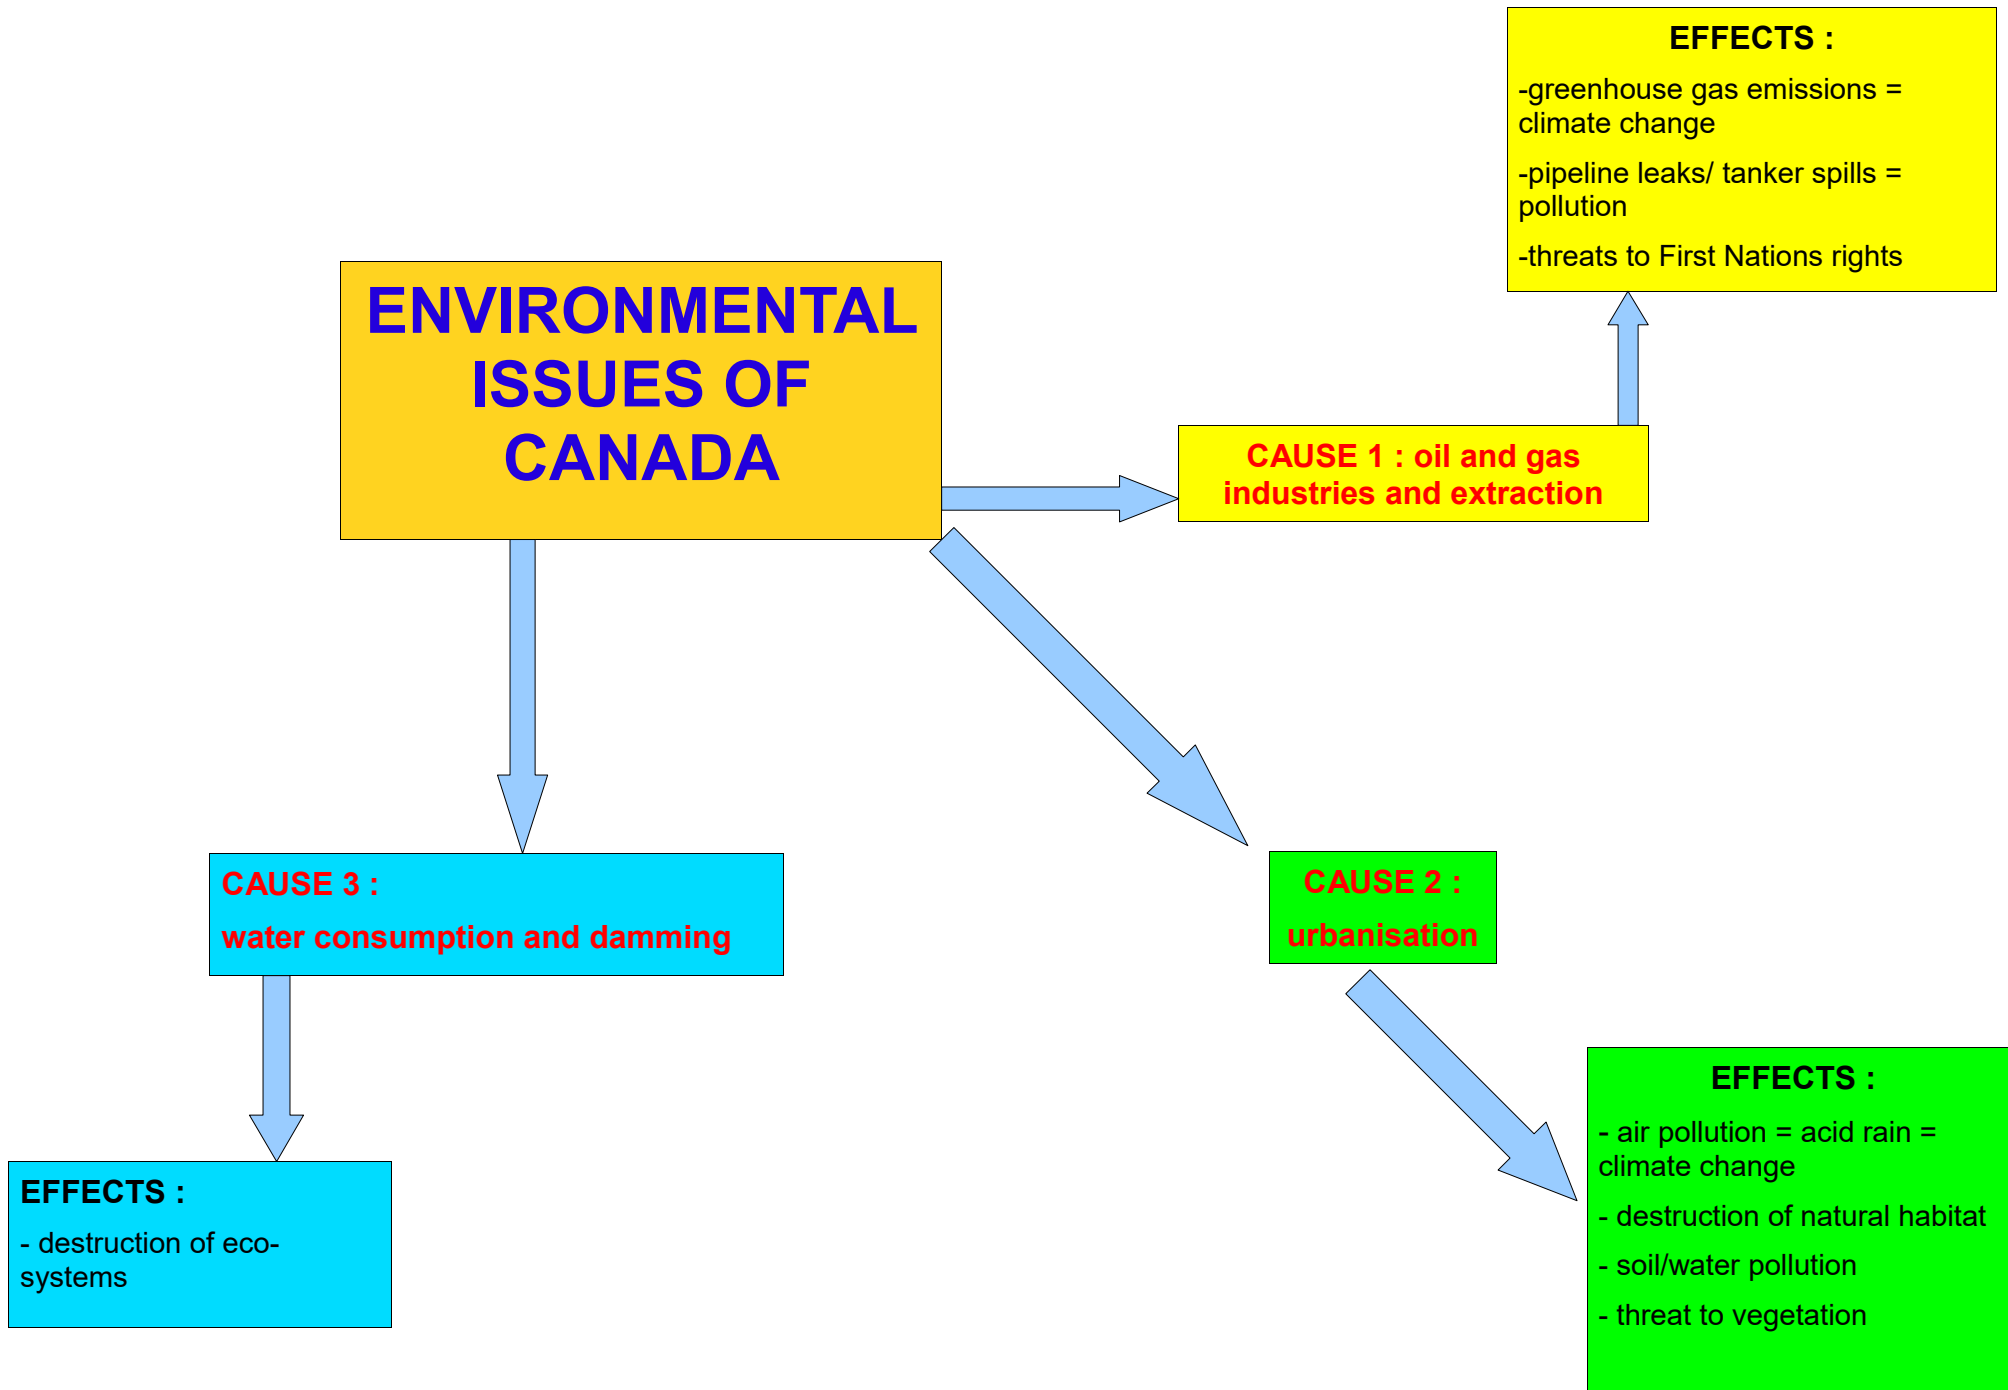 ENVIRONMENTAL
ISSUES OF
CANADA
EFFECTS :
-greenhouse gas emissions =
climate change
-pipeline leaks/ tanker spills =
pollution
-threats to First Nations rights
CAUSE 1 : oil and gas
industries and extraction
CAUSE 3 :
water consumption and damming
CAUSE 2 :
urbanisation
EFFECTS :
- destruction of eco-
systems
EFFECTS :
- air pollution = acid rain =
climate change
- destruction of natural habitat
- soil/water pollution
- threat to vegetation